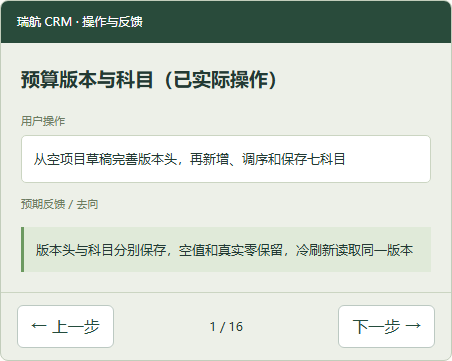 瑞航 CRM · 操作与反馈
预算版本与科目（已实际操作）
用户操作
从空项目草稿完善版本头，再新增、调序和保存七科目
预期反馈 / 去向
版本头与科目分别保存，空值和真实零保留，冷刷新读取同一版本
← 上一步
1 / 16
下一步 →